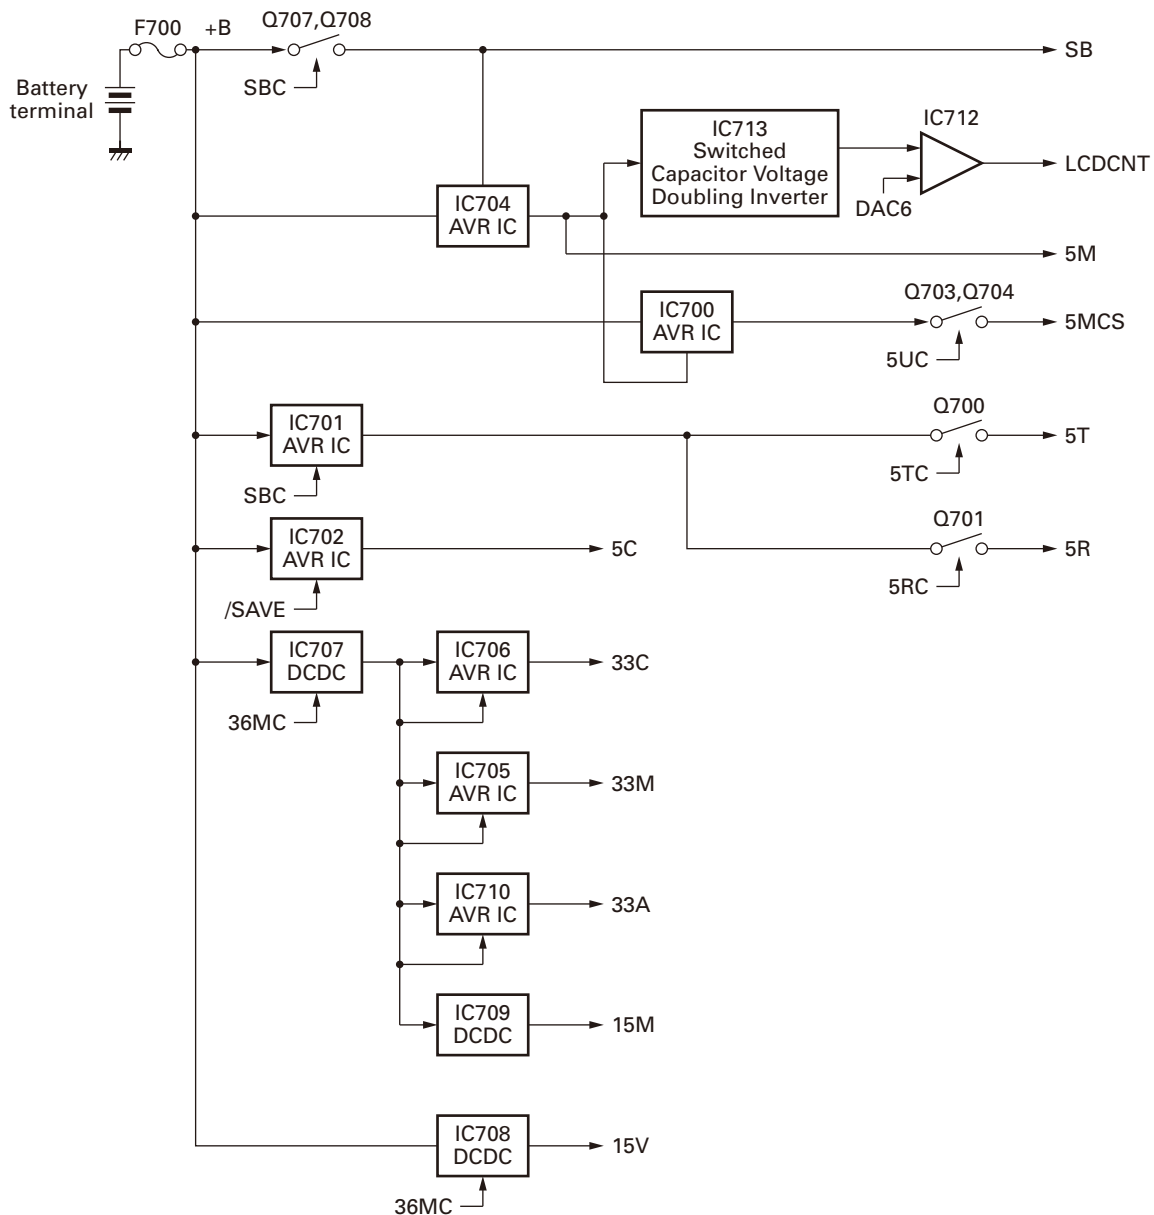 F700
+B
Q707,Q708
SB
SBC
Battery
terminal
IC713
Switched
Capacitor Voltage
Doubling Inverter
IC712
LCDCNT
DAC6
IC704
AVR IC
5M
IC700
AVR IC
Q703,Q704
5MCS
5UC
IC701
AVR IC
Q700
5T
5TC
SBC
IC702
AVR IC
5C
Q701
5R
5RC
/SAVE
IC707
DCDC
IC706
AVR IC
33C
36MC
IC705
AVR IC
33M
IC710
AVR IC
33A
IC709
DCDC
15M
IC708
DCDC
15V
36MC